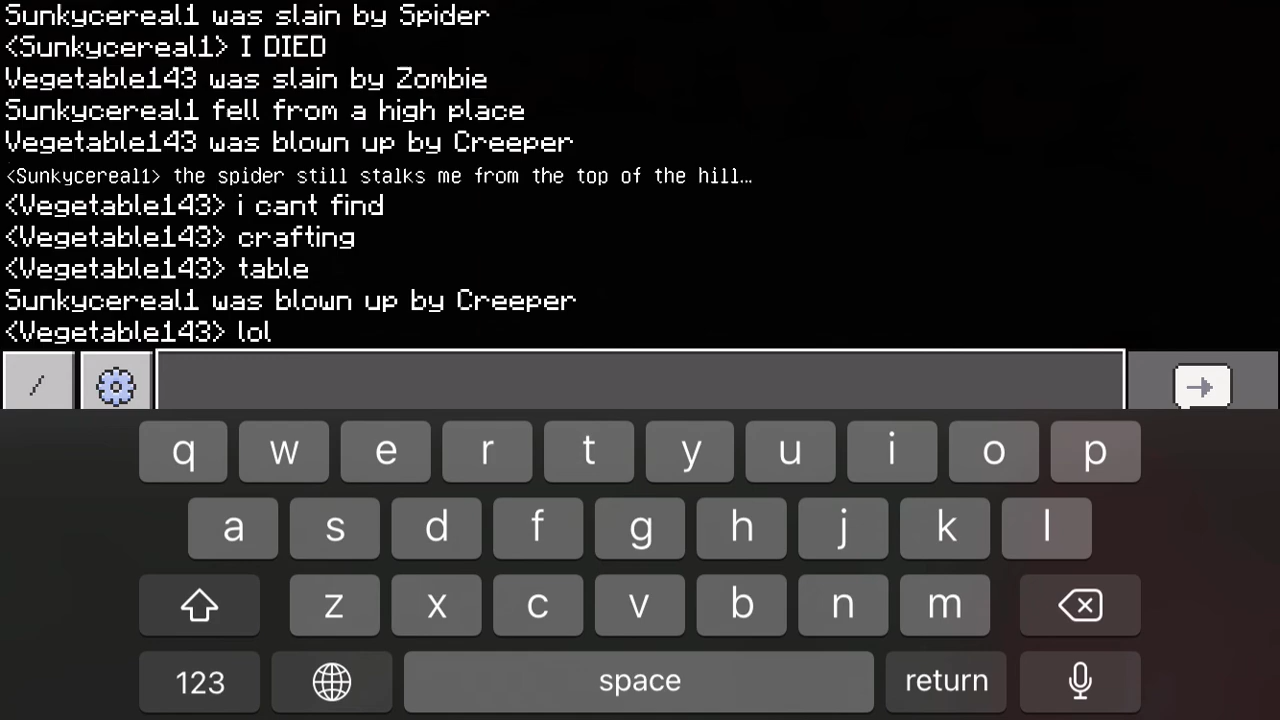 Sunkycereal1 was slain by Spider
<Sunkycereal1> I DIED
Vegetable143 was slain by Zombie
Sunkycereal1 fell from a high place
Vegetable143 was blown up by Creeper
<Sunkycereal1> the spider still stalks me from the top of the hill...
<Vegetable143> i cant find
<Vegetable143> crafting
<Vegetable143> table
Sunkycereal1 was blown up by Creeper
<Vegetable143> lol
/
q w e r t y u i o p
a s d f g h j k l
z x c v b n m
123 space return